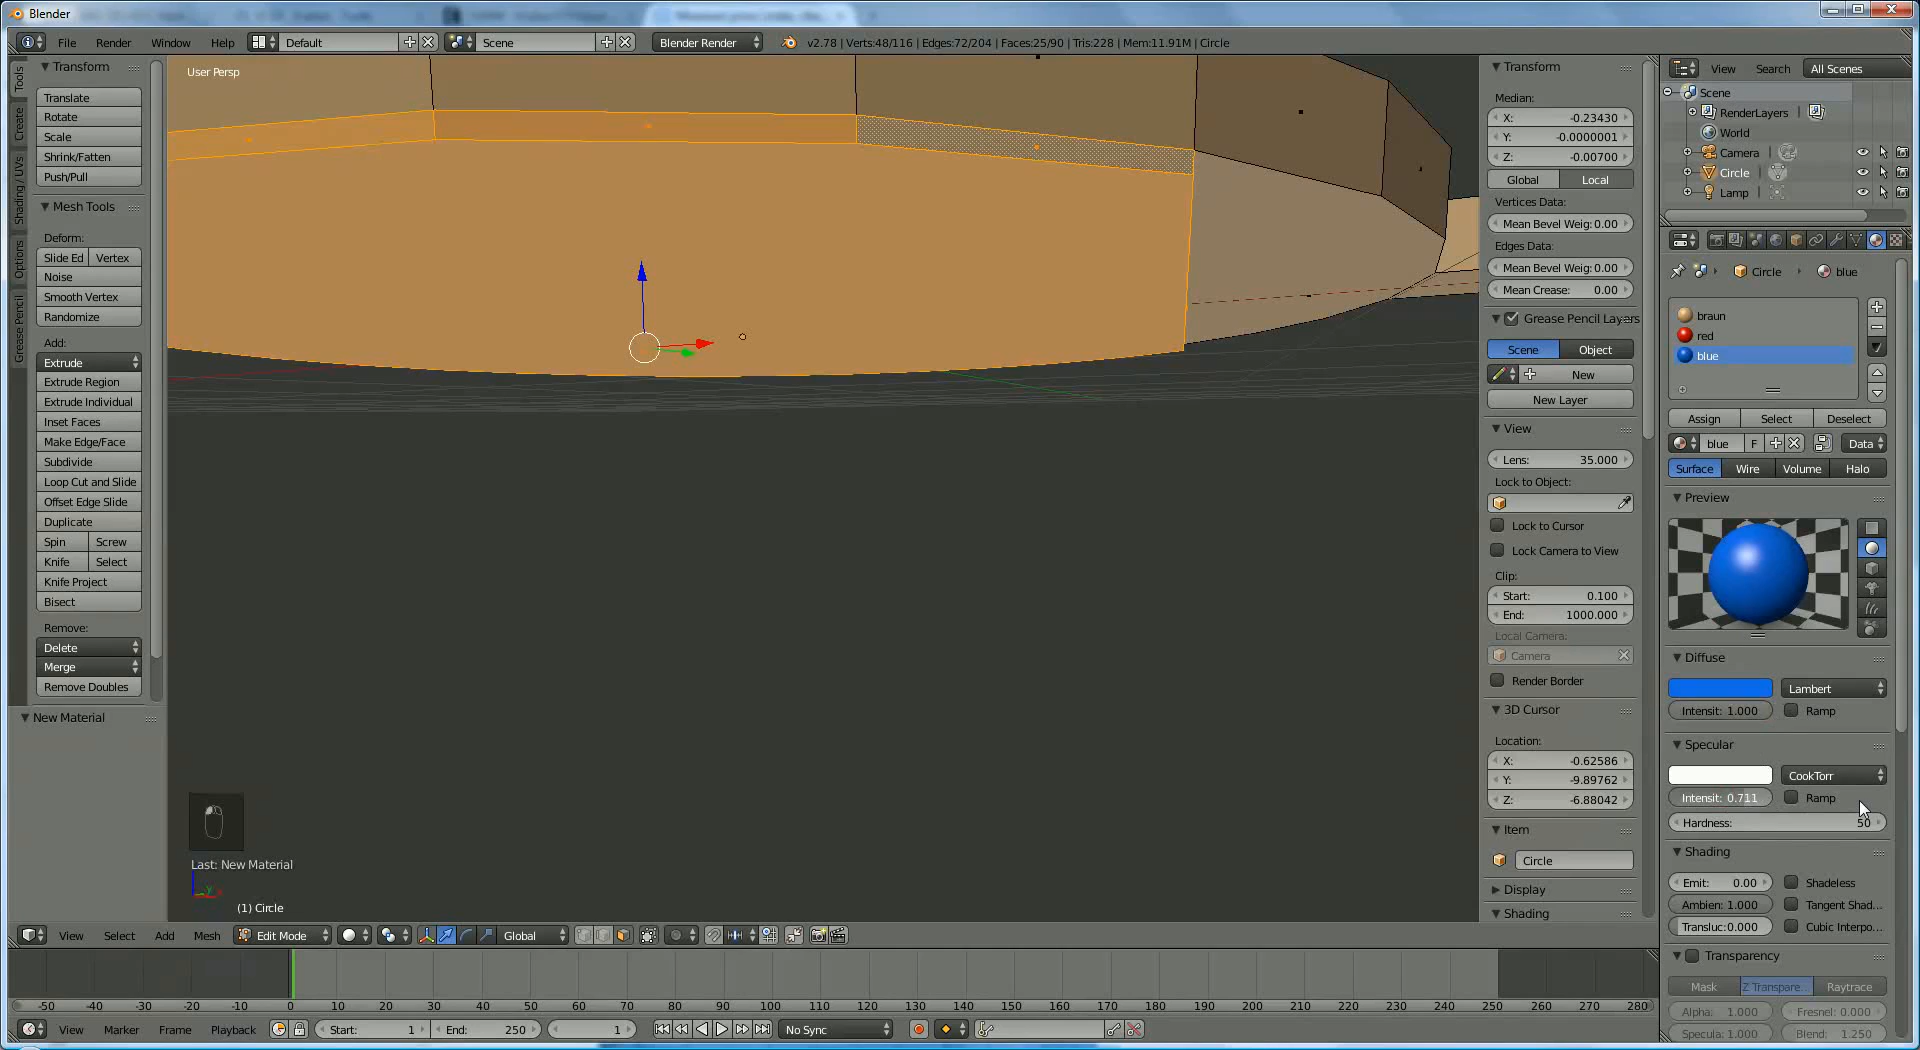 Blender
File Render Window Help Default Scene Blender Render v2.78 | Verts:48/116 | Edges:72/204 | Faces:25/90 | Tris:228 | Mem:11.91M | Circle
Tools
Create
Shading / UVs
Options
Grease Pencil
Transform
Translate
Rotate
Scale
Shrink/Fatten
Push/Pull
Mesh Tools
Deform:
Slide Ed Vertex
Noise
Smooth Vertex
Randomize
Add:
Extrude
Extrude Region
Extrude Individual
Inset Faces
Make Edge/Face
Subdivide
Loop Cut and Slide
Offset Edge Slide
Duplicate
Spin Screw
Knife Select
Knife Project
Bisect
Remove:
Delete
Merge
Remove Doubles
New Material
User Persp
Last: New Material
(1) Circle
Transform
Median:
X: -0.23430
Y: -0.0000001
Z: -0.00700
Global Local
Vertices Data:
Mean Bevel Weig: 0.00
Edges Data:
Mean Bevel Weig: 0.00
Mean Crease: 0.00
Grease Pencil Layers
Scene Object
New
New Layer
View
Lens: 35.000
Lock to Object:
Lock to Cursor
Lock Camera to View
Clip:
Start: 0.100
End: 1000.000
Local Camera:
Camera
Render Border
3D Cursor
Location:
X: -0.62586
Y: -9.89762
Z: -6.88042
Item
Circle
Display
Shading
View Search All Scenes
Scene
RenderLayers
World
Camera
Circle
Lamp
Circle blue
braun
red
blue
Assign Select Deselect
blue F Data
Surface Wire Volume Halo
Preview
Diffuse
Lambert
Intensit: 1.000 Ramp
Specular
CookTorr
Intensit: 0.711 Ramp
Hardness: 50
Shading
Emit: 0.00 Shadeless
Ambien: 1.000 Tangent Shad...
Transluc:0.000 Cubic Interpo...
Transparency
Mask Z Transpare... Raytrace
Alpha: 1.000 Fresnel: 0.000
Specula: 1.000 Blend: 1.250
View Select Add Mesh Edit Mode Global
-50 -40 -30 -20 -10 0 10 20 30 40 50 60 70 80 90 100 110 120 130 140 150 160 170 180 190 200 210 220 230 240 250 260 270 280
View Marker Frame Playback Start: 1 End: 250 1 No Sync